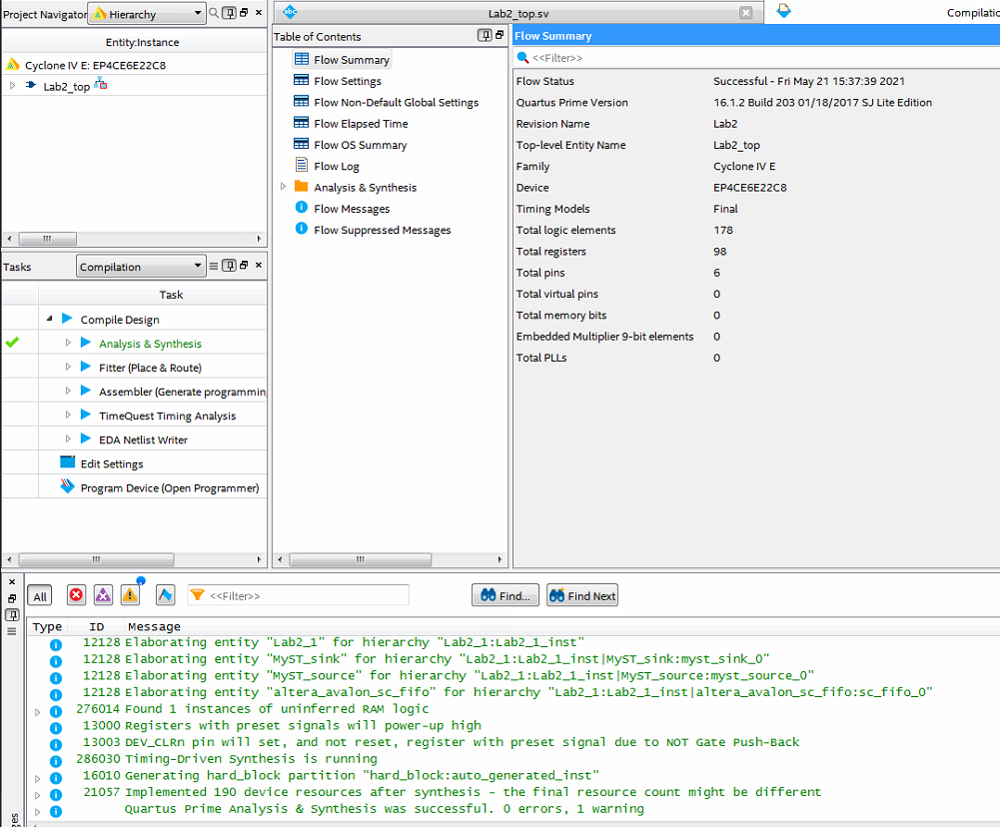 Project Navigator
Hierarchy
Entity:Instance
Cyclone IV E: EP4CE6E22C8
Lab2_top
Tasks
Compilation
Task
Compile Design
Analysis & Synthesis
Fitter (Place & Route)
Assembler (Generate programmin
TimeQuest Timing Analysis
EDA Netlist Writer
Edit Settings
Program Device (Open Programmer)
abc
Lab2_top.sv
Compilatio
Table of Contents
Flow Summary
Flow Settings
Flow Non-Default Global Settings
Flow Elapsed Time
Flow OS Summary
Flow Log
Analysis & Synthesis
Flow Messages
Flow Suppressed Messages
Flow Summary
<<Filter>>
Flow Status Successful - Fri May 21 15:37:39 2021
Quartus Prime Version 16.1.2 Build 203 01/18/2017 SJ Lite Edition
Revision Name Lab2
Top-level Entity Name Lab2_top
Family Cyclone IV E
Device EP4CE6E22C8
Timing Models Final
Total logic elements 178
Total registers 98
Total pins 6
Total virtual pins 0
Total memory bits 0
Embedded Multiplier 9-bit elements 0
Total PLLs 0
All
<<Filter>>
Find...
Find Next
Type ID Message
12128 Elaborating entity "Lab2_1" for hierarchy "Lab2_1:Lab2_1_inst"
12128 Elaborating entity "MyST_sink" for hierarchy "Lab2_1:Lab2_1_inst|MyST_sink:myst_sink_0"
12128 Elaborating entity "MyST_source" for hierarchy "Lab2_1:Lab2_1_inst|MyST_source:myst_source_0"
12128 Elaborating entity "altera_avalon_sc_fifo" for hierarchy "Lab2_1:Lab2_1_inst|altera_avalon_sc_fifo:sc_fifo_0"
276014 Found 1 instances of uninferred RAM logic
13000 Registers with preset signals will power-up high
13003 DEV_CLRn pin will set, and not reset, register with preset signal due to NOT Gate Push-Back
286030 Timing-Driven Synthesis is running
16010 Generating hard_block partition "hard_block:auto_generated_inst"
21057 Implemented 190 device resources after synthesis - the final resource count might be different
Quartus Prime Analysis & Synthesis was successful. 0 errors, 1 warning